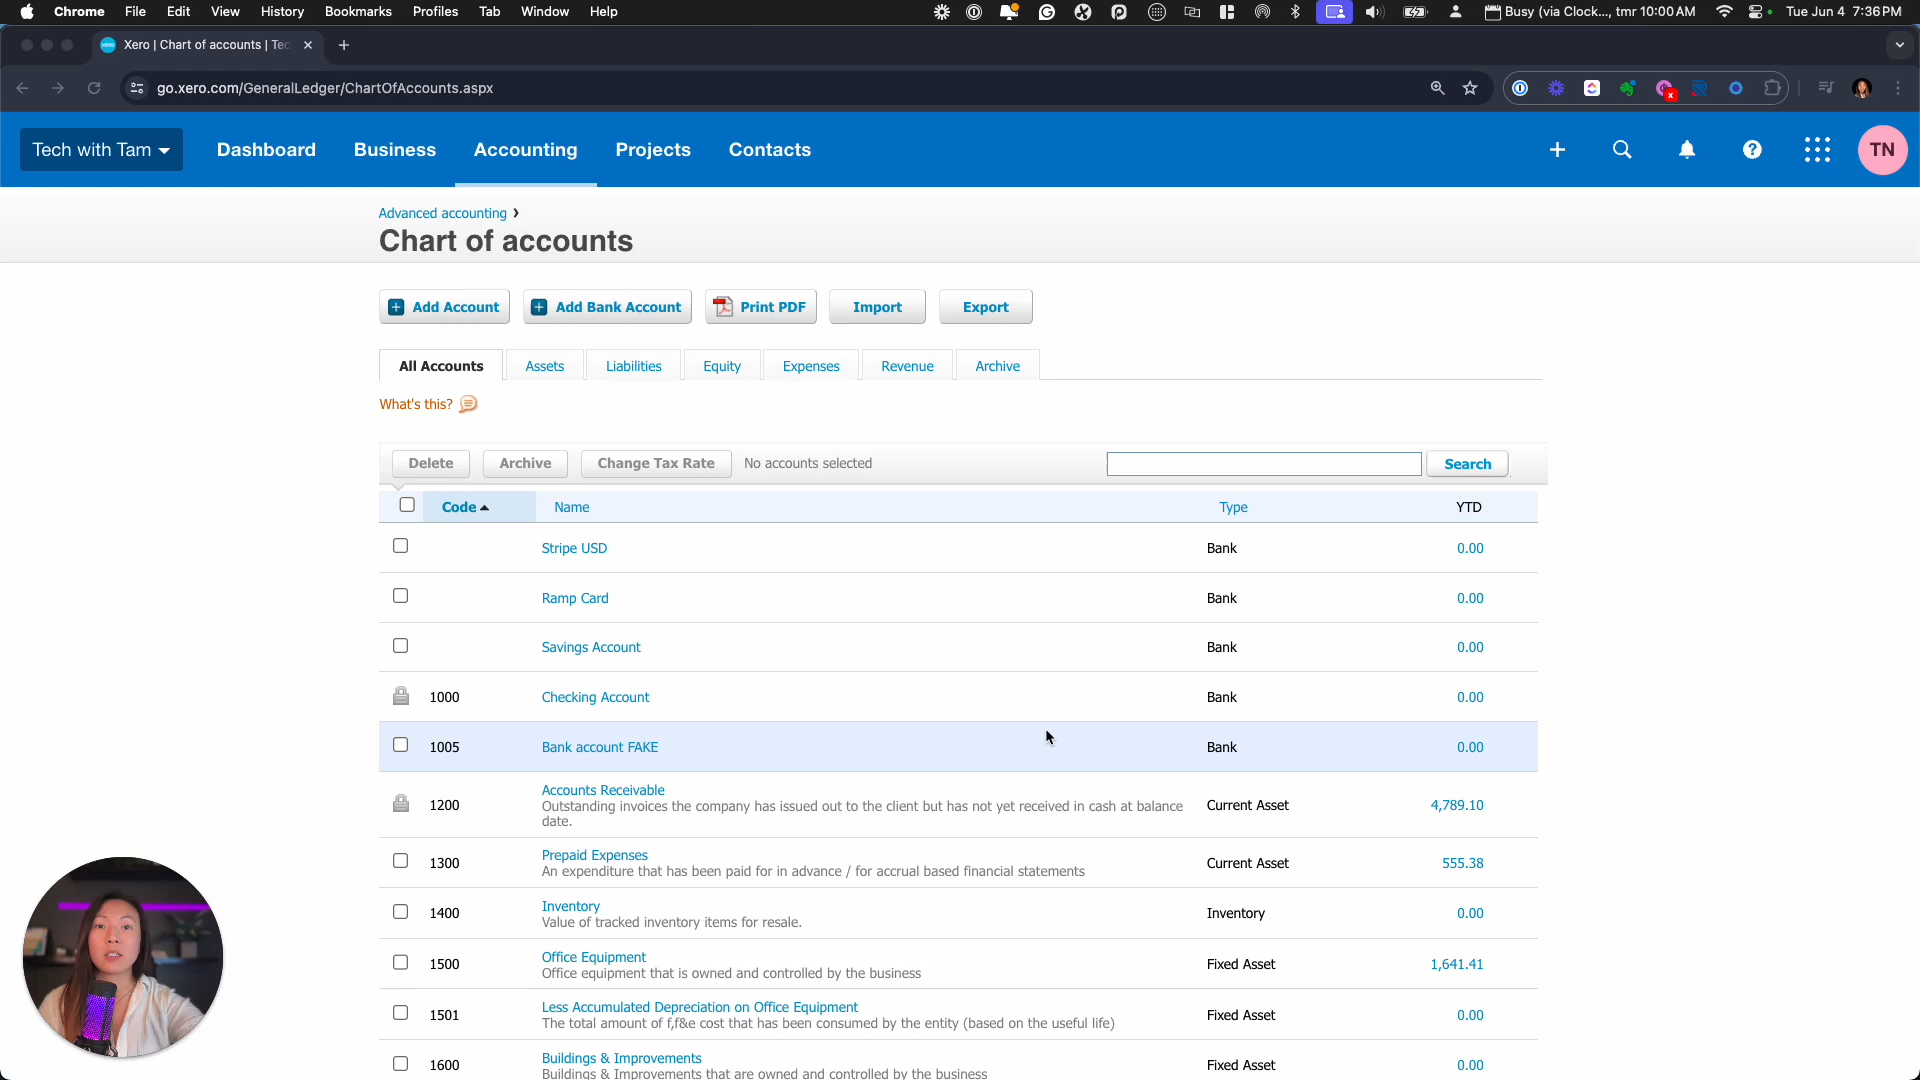 Chrome File Edit View History Bookmarks Profiles Tab Window Help Busy (via Clock..., tmr 10:00 AM Tue Jun 4 7:36 PM
Xero | Chart of accounts | Tec
go.xero.com/GeneralLedger/ChartOfAccounts.aspx
Tech with Tam Dashboard Business Accounting Projects Contacts TN
Advanced accounting ›
Chart of accounts
Add Account Add Bank Account Print PDF Import Export
All Accounts Assets Liabilities Equity Expenses Revenue Archive
What's this?
Delete Archive Change Tax Rate No accounts selected Search
Code Name Type YTD
Stripe USD Bank 0.00
Ramp Card Bank 0.00
Savings Account Bank 0.00
1000 Checking Account Bank 0.00
1005 Bank account FAKE Bank 0.00
Accounts Receivable
1200 Outstanding invoices the company has issued out to the client but has not yet received in cash at balance Current Asset 4,789.10
date.
Prepaid Expenses
1300 An expenditure that has been paid for in advance / for accrual based financial statements Current Asset 555.38
Inventory
1400 Value of tracked inventory items for resale. Inventory 0.00
Office Equipment
1500 Office equipment that is owned and controlled by the business Fixed Asset 1,641.41
Less Accumulated Depreciation on Office Equipment
1501 The total amount of f,f&e cost that has been consumed by the entity (based on the useful life) Fixed Asset 0.00
Buildings & Improvements
1600 Buildings & Improvements that are owned and controlled by the business Fixed Asset 0.00